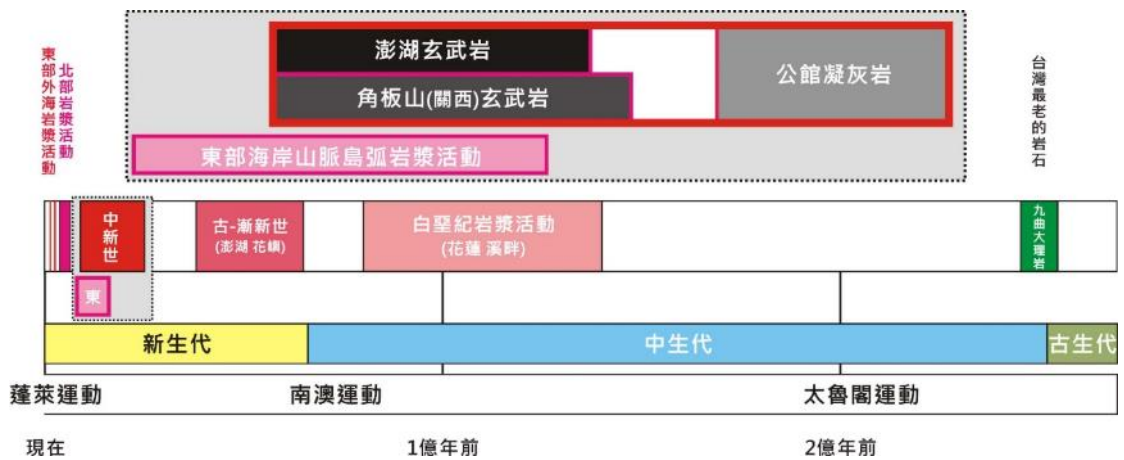 東部外海岩漿活動
北部岩漿活動
澎湖玄武岩
角板山(關西)玄武岩
公館凝灰岩
東部海岸山脈島弧岩漿活動
台灣最老的岩石
中新世
古-漸新世
(澎湖 花嶼)
白堊紀岩漿活動
(花蓮 溪畔)
九曲大理岩
東
新生代
中生代
古生代
蓬萊運動
南澳運動
太魯閣運動
現在
1億年前
2億年前